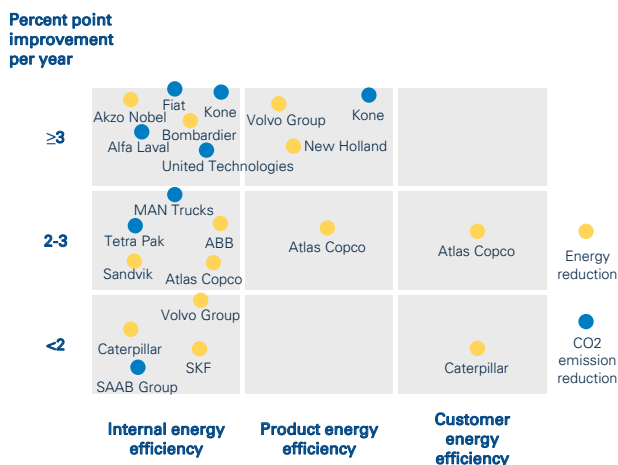 Percent point
improvement
per year
≥3
Akzo Nobel
Fiat
Kone
Bombardier
Alfa Laval
United Technologies
Volvo Group
Kone
New Holland
2-3
MAN Trucks
Tetra Pak
ABB
Sandvik
Atlas Copco
Atlas Copco
Atlas Copco
Energy
reduction
<2
Volvo Group
Caterpillar
SKF
SAAB Group
Caterpillar
CO2
emission
reduction
Internal energy
efficiency
Product energy
efficiency
Customer
energy
efficiency